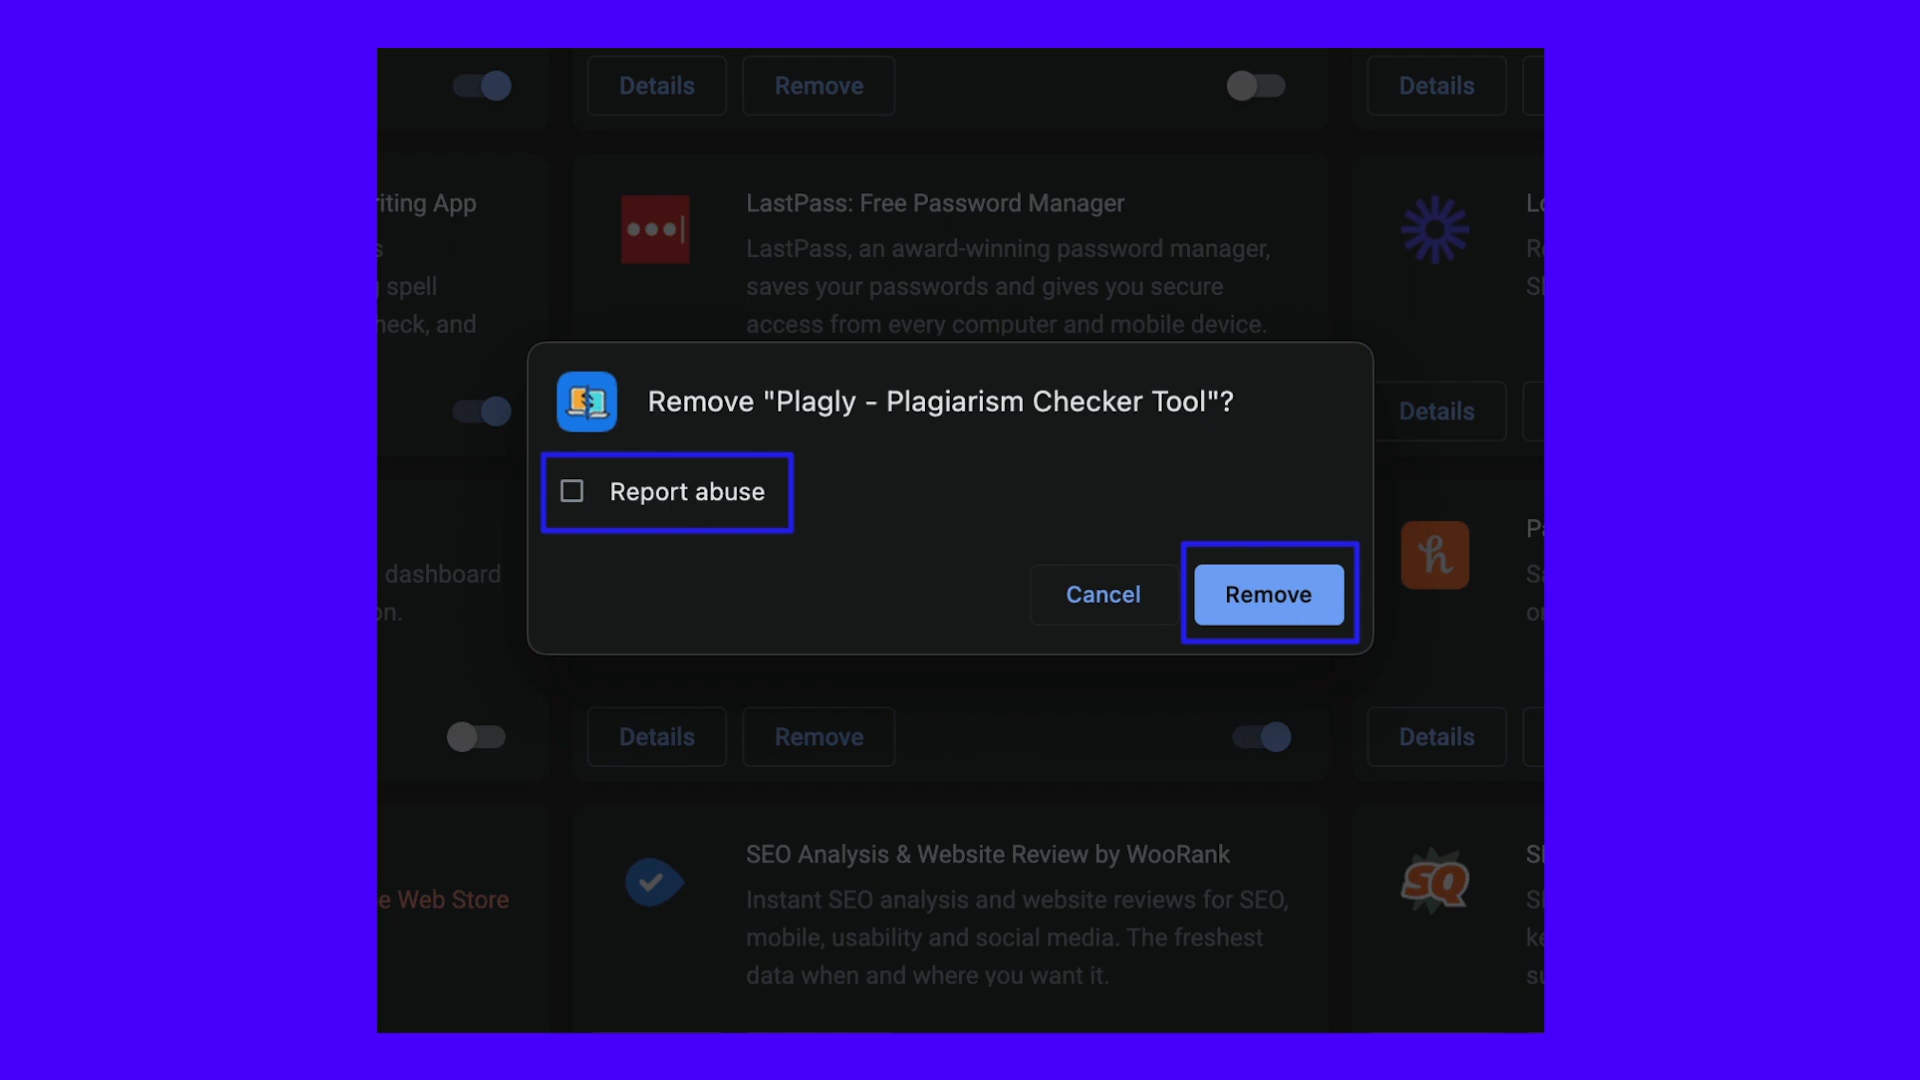 Details
Remove
Details
riting App
LastPass: Free Password Manager
LastPass, an award-winning password manager,
spell
saves your passwords and gives you secure
heck, and
access from every computer and mobile device.
Remove "Plagly - Plagiarism Checker Tool"?
Details
Report abuse
dashboard
on.
Cancel
Remove
Details
Remove
Details
SEO Analysis & Website Review by WooRank
e Web Store
Instant SEO analysis and website reviews for SEO,
mobile, usability and social media. The freshest
data when and where you want it.
SQ